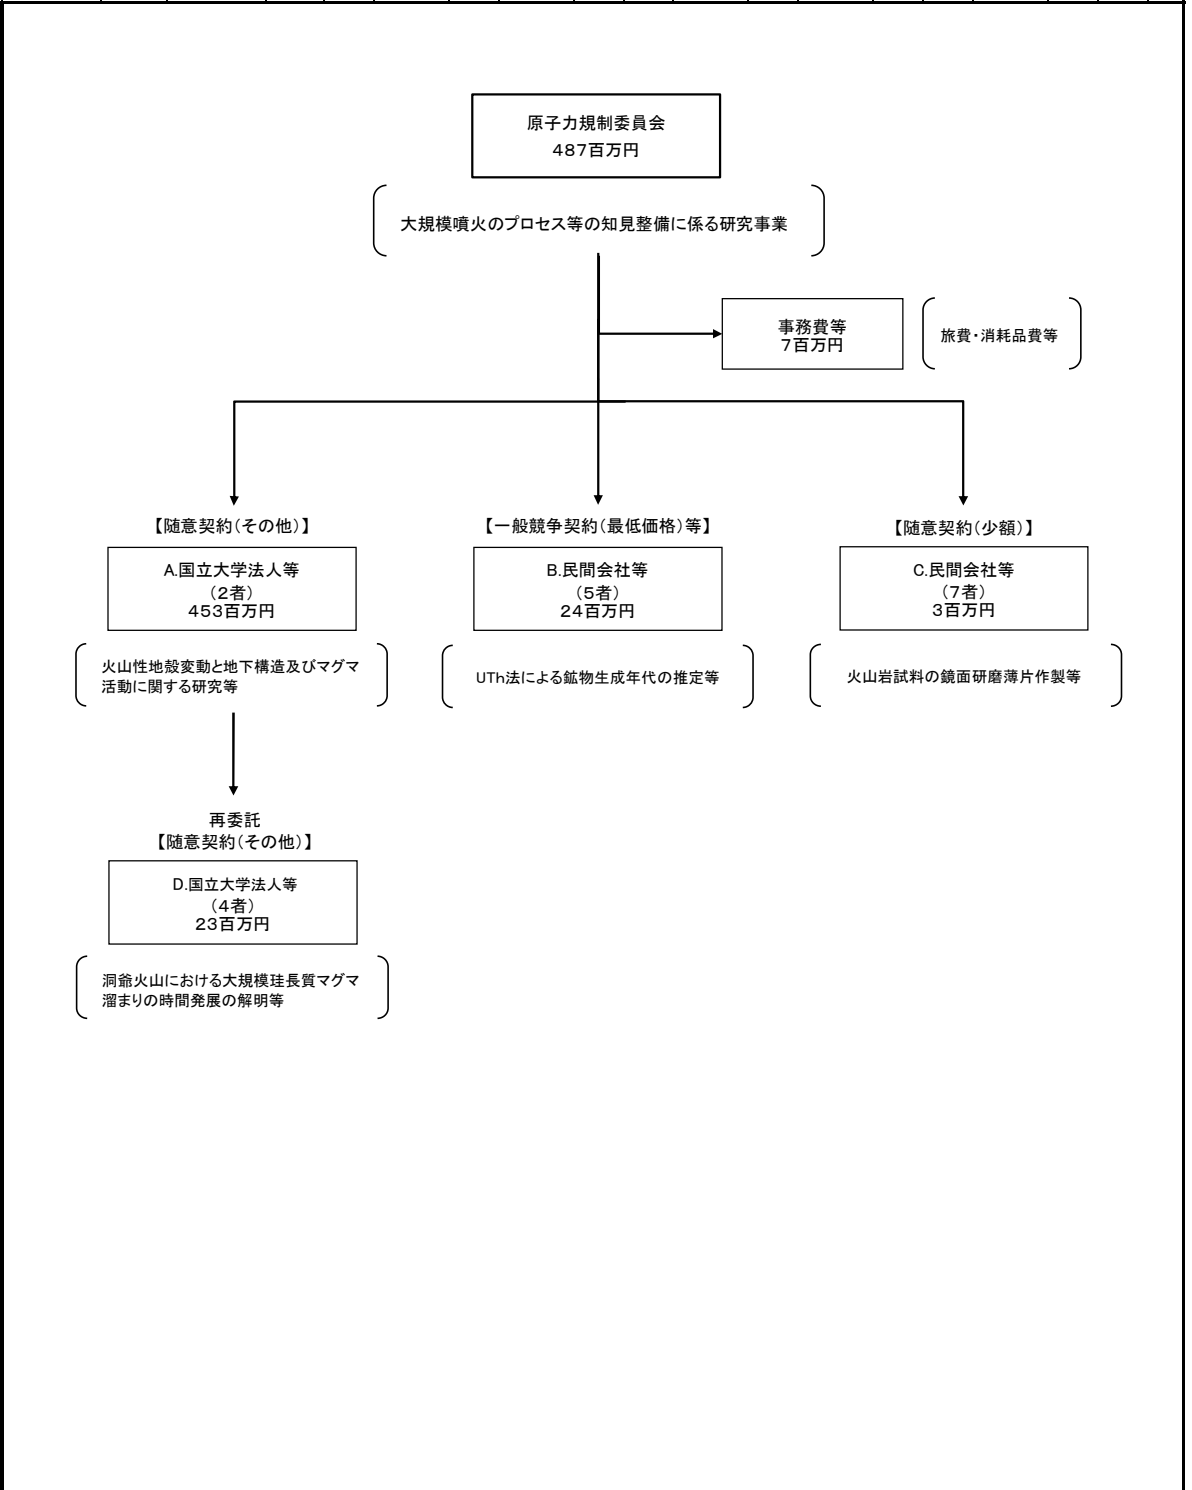 原子力規制委員会
487百万円
大規模噴火のプロセス等の知見整備に係る研究事業
事務費等
7百万円
旅費・消耗品費等
【随意契約(その他)】
A.国立大学法人等
(2者)
453百万円
火山性地殻変動と地下構造及びマグマ
活動に関する研究等
【一般競争契約(最低価格)等】
B.民間会社等
(5者)
24百万円
UTh法による鉱物生成年代の推定等
【随意契約(少額)】
C.民間会社等
(7者)
3百万円
火山岩試料の鏡面研磨薄片作製等
再委託
【随意契約(その他)】
D.国立大学法人等
(4者)
23百万円
洞爺火山における大規模珪長質マグマ
溜まりの時間発展の解明等